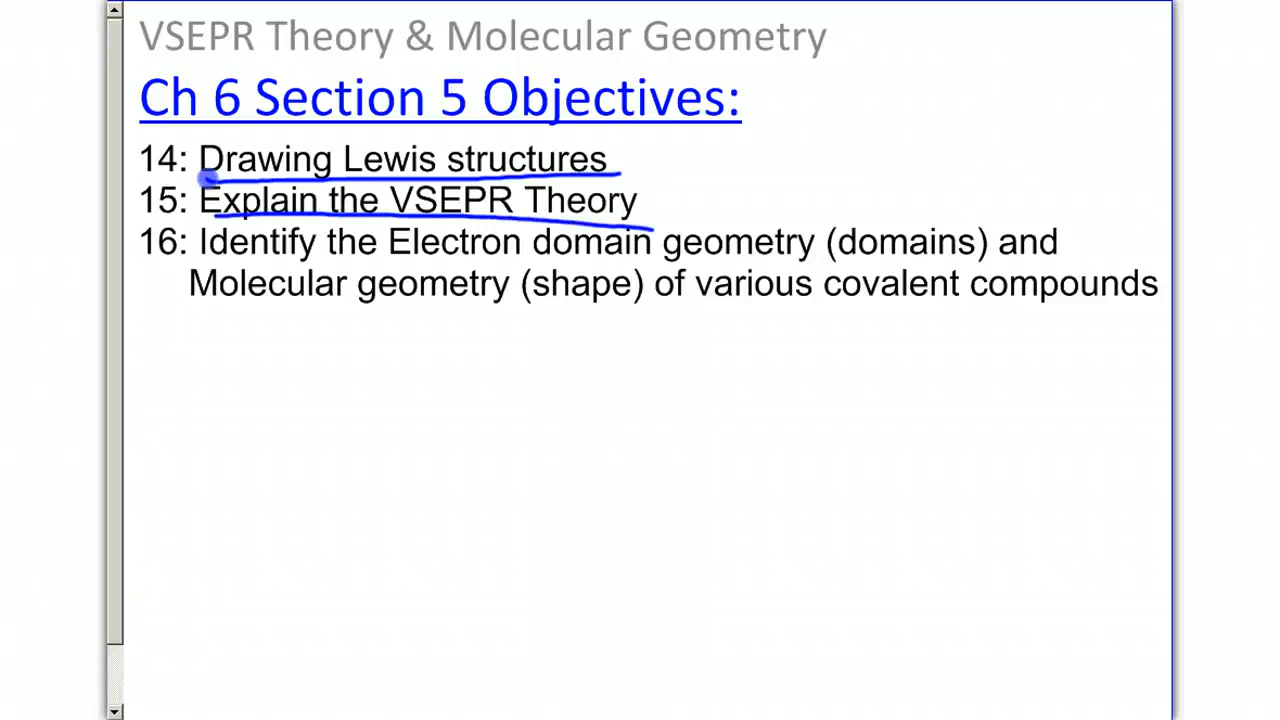 VSEPR Theory & Molecular Geometry
Ch 6 Section 5 Objectives:
14: Drawing Lewis structures
15: Explain the VSEPR Theory
16: Identify the Electron domain geometry (domains) and
Molecular geometry (shape) of various covalent compounds